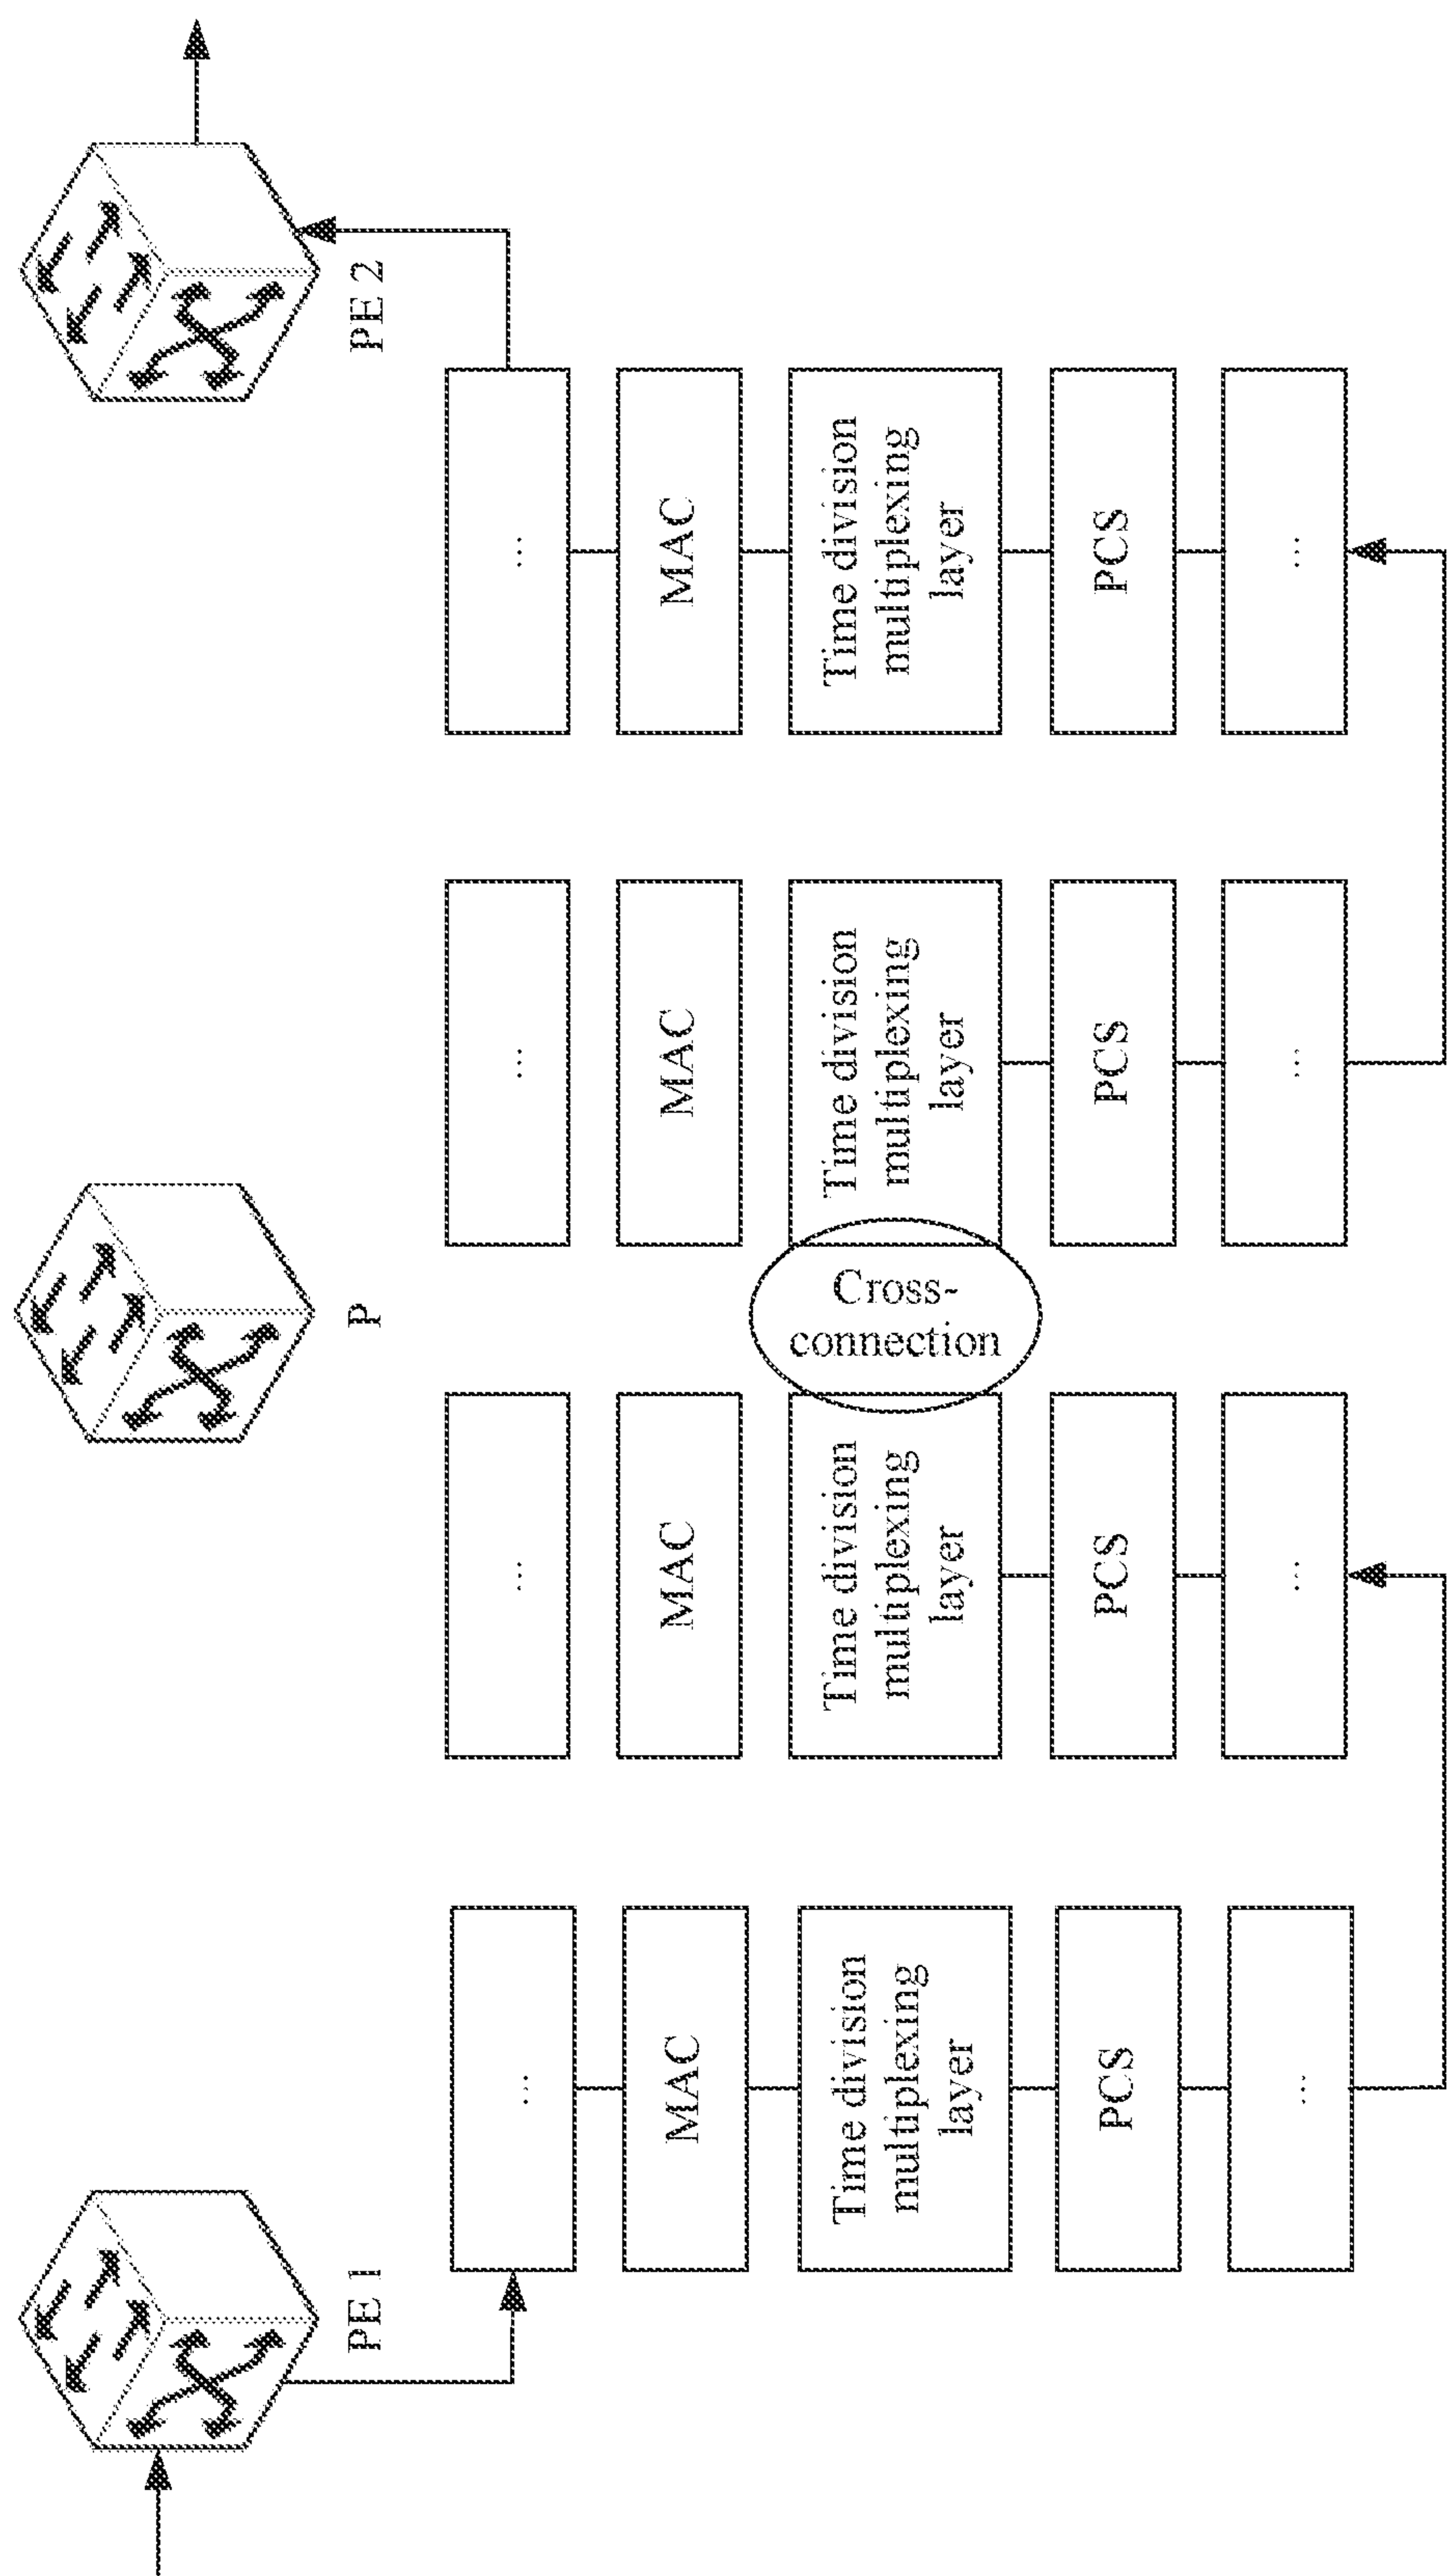 PE 1
P
PE 2
...
MAC
Time division
multiplexing
layer
PCS
...
...
MAC
Time division
multiplexing
layer
PCS
...
Cross-
connection
...
MAC
Time division
multiplexing
layer
PCS
...
...
MAC
Time division
multiplexing
layer
PCS
...